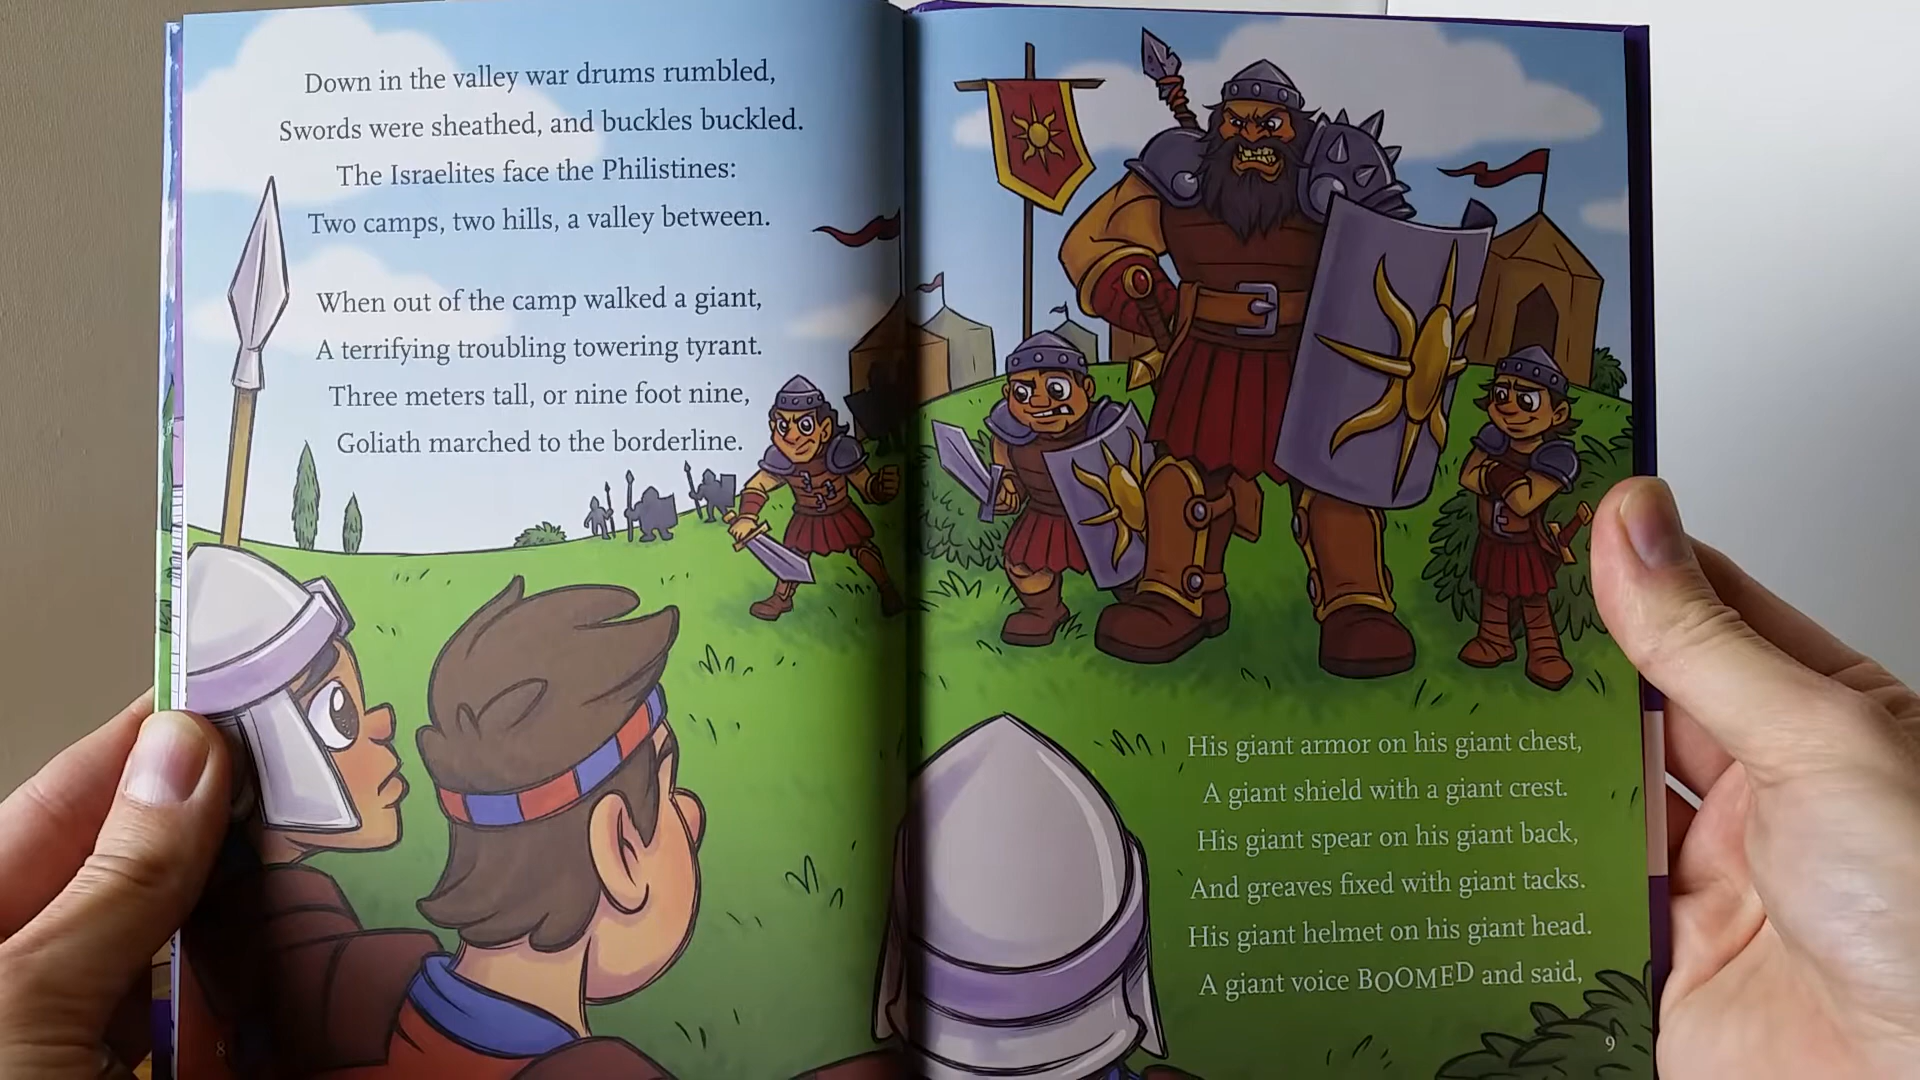 Down in the valley war drums rumbled,
Swords were sheathed, and buckles buckled.
The Israelites face the Philistines:
Two camps, two hills, a valley between.
When out of the camp walked a giant,
A terrifying troubling towering tyrant.
Three meters tall, or nine foot nine,
Goliath marched to the borderline.
8
His giant armor on his giant chest,
A giant shield with a giant crest.
His giant spear on his giant back,
And greaves fixed with giant tacks.
His giant helmet on his giant head.
A giant voice BOOMED and said,
9